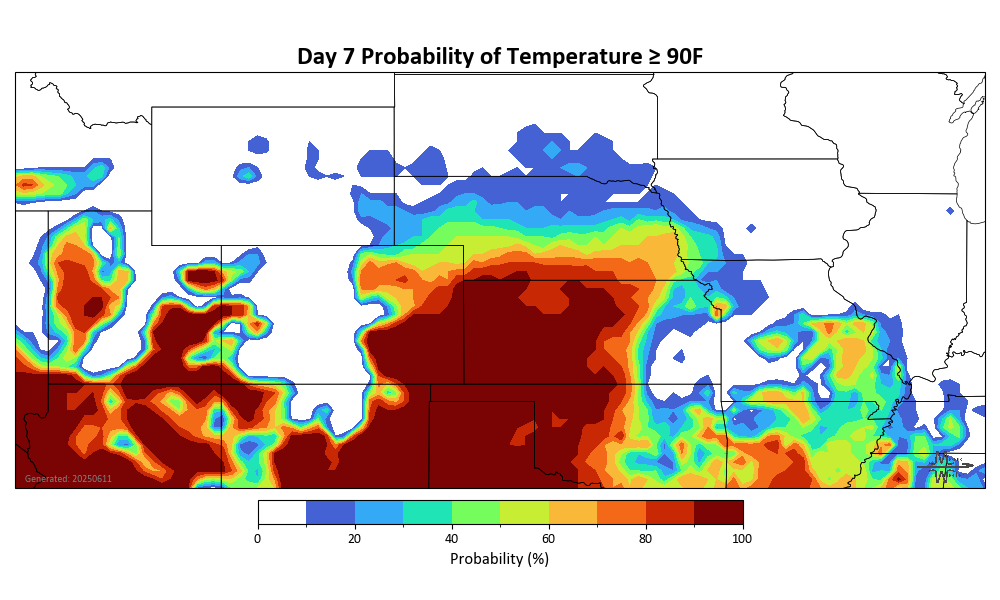 Day 7 Probability of Temperature ≥ 90F
Generated: 20250611
0 20 40 60 80 100
Probability (%)